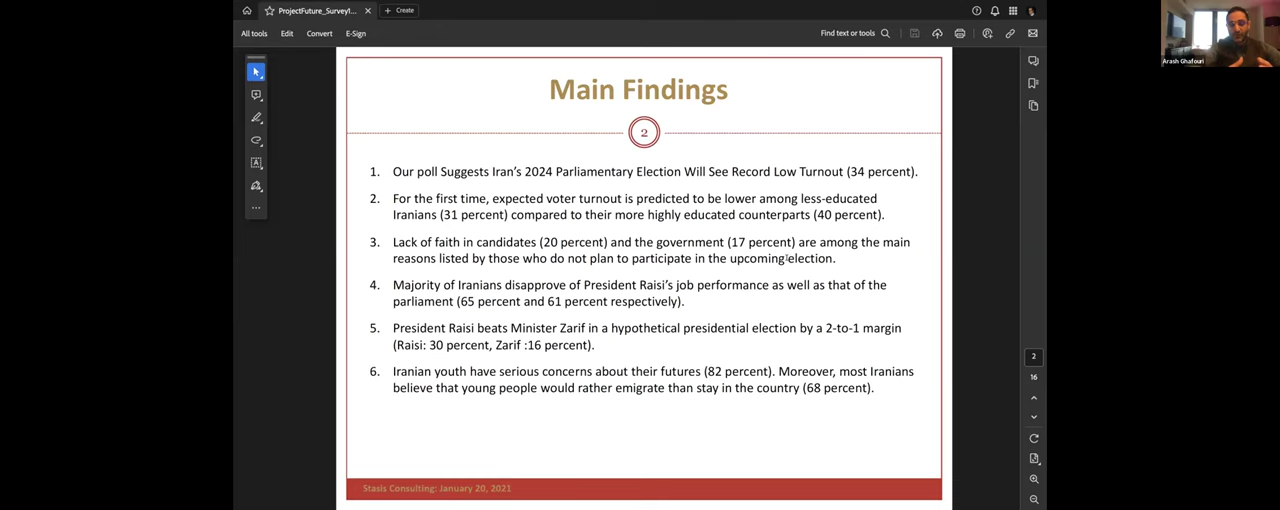 ProjectFuture_Survey1...
Create
All tools
Edit
Convert
E-Sign
Find text or tools
Arash Ghafouri
Main Findings
2
1. Our poll Suggests Iran's 2024 Parliamentary Election Will See Record Low Turnout (34 percent).
2. For the first time, expected voter turnout is predicted to be lower among less-educated
Iranians (31 percent) compared to their more highly educated counterparts (40 percent).
3. Lack of faith in candidates (20 percent) and the government (17 percent) are among the main
reasons listed by those who do not plan to participate in the upcoming election.
4. Majority of Iranians disapprove of President Raisi's job performance as well as that of the
parliament (65 percent and 61 percent respectively).
5. President Raisi beats Minister Zarif in a hypothetical presidential election by a 2-to-1 margin
(Raisi: 30 percent, Zarif :16 percent).
6. Iranian youth have serious concerns about their futures (82 percent). Moreover, most Iranians
believe that young people would rather emigrate than stay in the country (68 percent).
Stasis Consulting: January 20, 2021
2
16